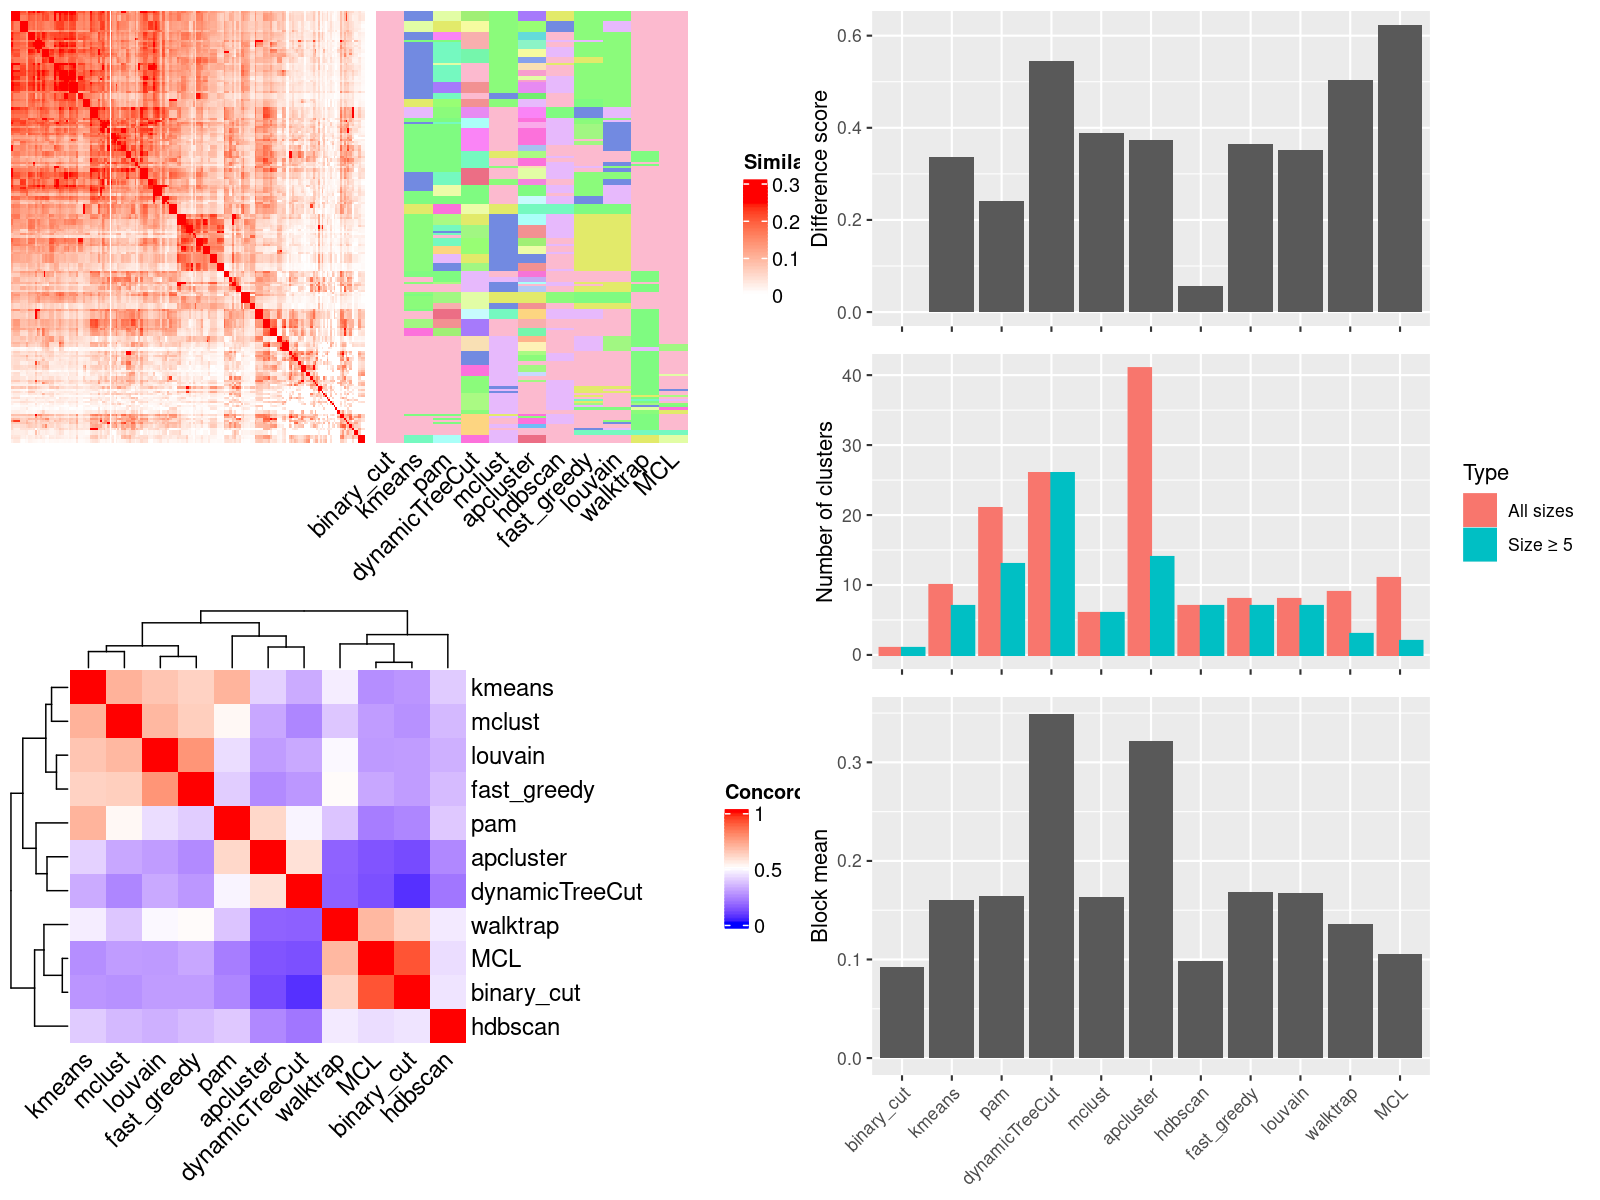 Simila
0.3
0.2
0.1
0
binary_cut
kmeans
pam
dynamicTreeCut
mclust
apcluster
hdbscan
fast_greedy
louvain
walktrap
MCL
kmeans
mclust
louvain
fast_greedy
pam
apcluster
dynamicTreeCut
walktrap
MCL
binary_cut
hdbscan
kmeans
mclust
louvain
fast_greedy
pam
apcluster
dynamicTreeCut
walktrap
MCL
binary_cut
hdbscan
Concord
1
0.5
0
Difference score
0.6
0.4
0.2
0.0
Number of clusters
40
30
20
10
0
Type
All sizes
Size ≥ 5
Block mean
0.3
0.2
0.1
0.0
binary_cut
kmeans
pam
dynamicTreeCut
mclust
apcluster
hdbscan
fast_greedy
louvain
walktrap
MCL